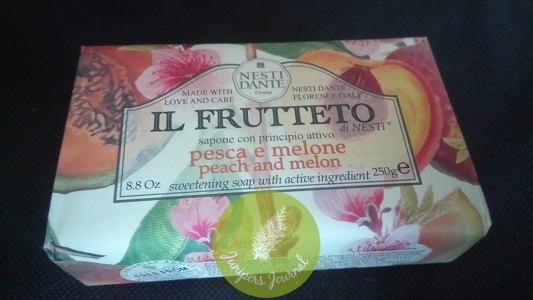 NESTI
DANTE
Firenze
MADE WITH
LOVE AND CARE
NESTI DANTE
FLORENCE ITALY
IL FRUTTETO
di NESTI
sapone con principio attivo
pesca e melone
peach and melon
8.8 Oz
250g e
sweetening soap with active ingredient
Junipers Journal